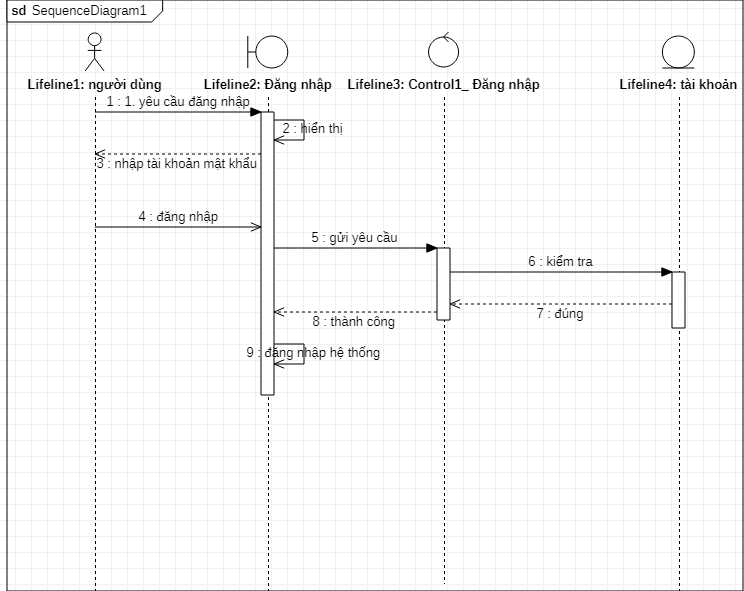 sd SequenceDiagram1
Lifeline1: người dùng
Lifeline2: Đăng nhập
Lifeline3: Control1_ Đăng nhập
Lifeline4: tài khoản
1 : 1. yêu cầu đăng nhập
2 : hiển thị
3 : nhập tài khoản mật khẩu
4 : đăng nhập
5 : gửi yêu cầu
6 : kiểm tra
7 : đúng
8 : thành công
9 : đăng nhập hệ thống